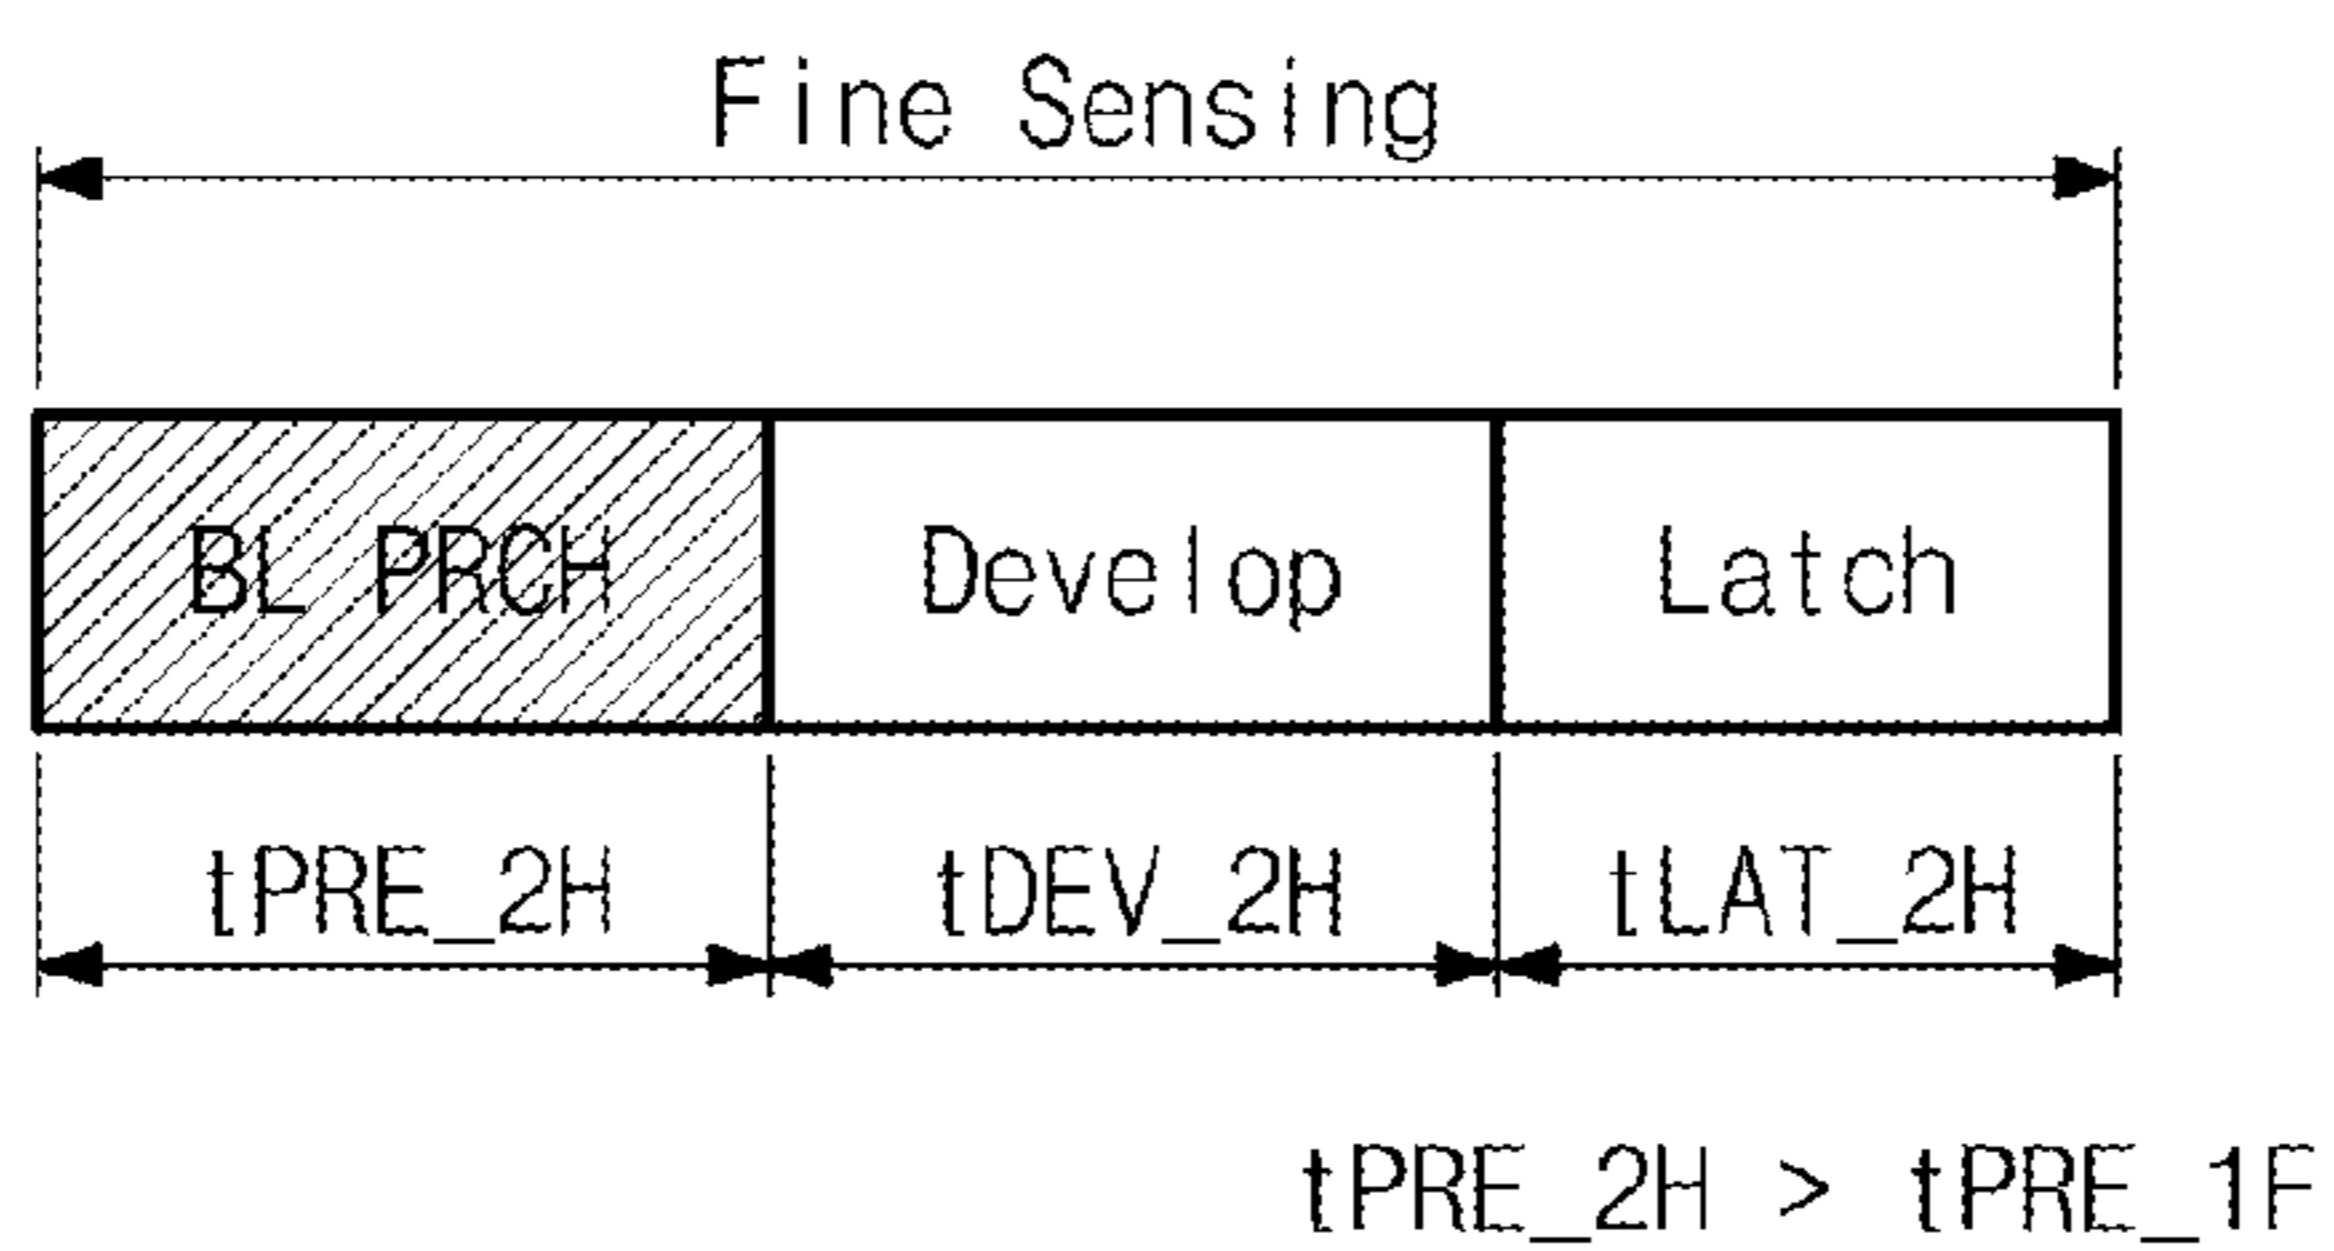 Fine Sensing
BL PRCH Develop Latch
tPRE_2H tDEV_2H tLAT_2H
tPRE_2H > tPRE_1F